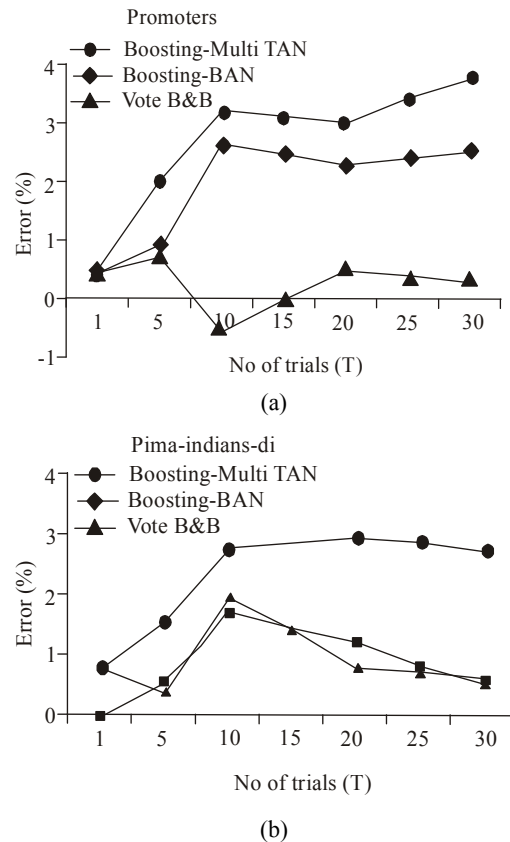 Promoters
Boosting-Multi TAN
Boosting-BAN
Vote B&B
4
3
2
1
0
-1
Error (%)
1 5 10 15 20 25 30
No of trials (T)
(a)
Pima-indians-di
Boosting-Multi TAN
Boosting-BAN
Vote B&B
4
3
2
1
0
Error (%)
1 5 10 15 20 25 30
No of trials (T)
(b)